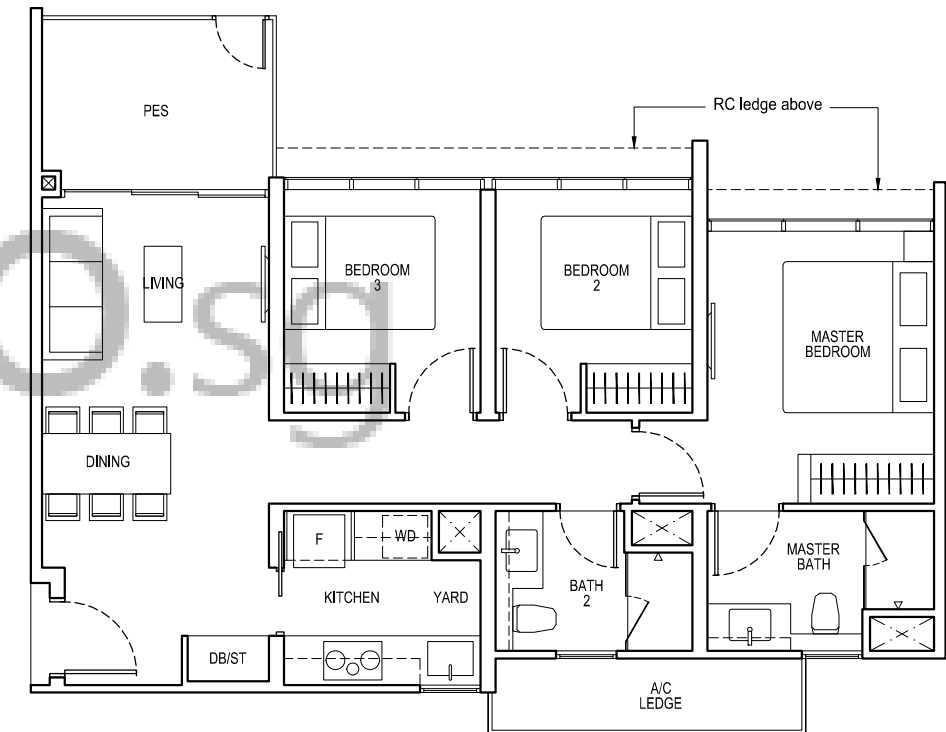 PES
RC ledge above
LIVING
BEDROOM
3
BEDROOM
2
MASTER
BEDROOM
DINING
F
WD
KITCHEN
YARD
BATH
2
MASTER
BATH
DB/ST
A/C
LEDGE
O.sg